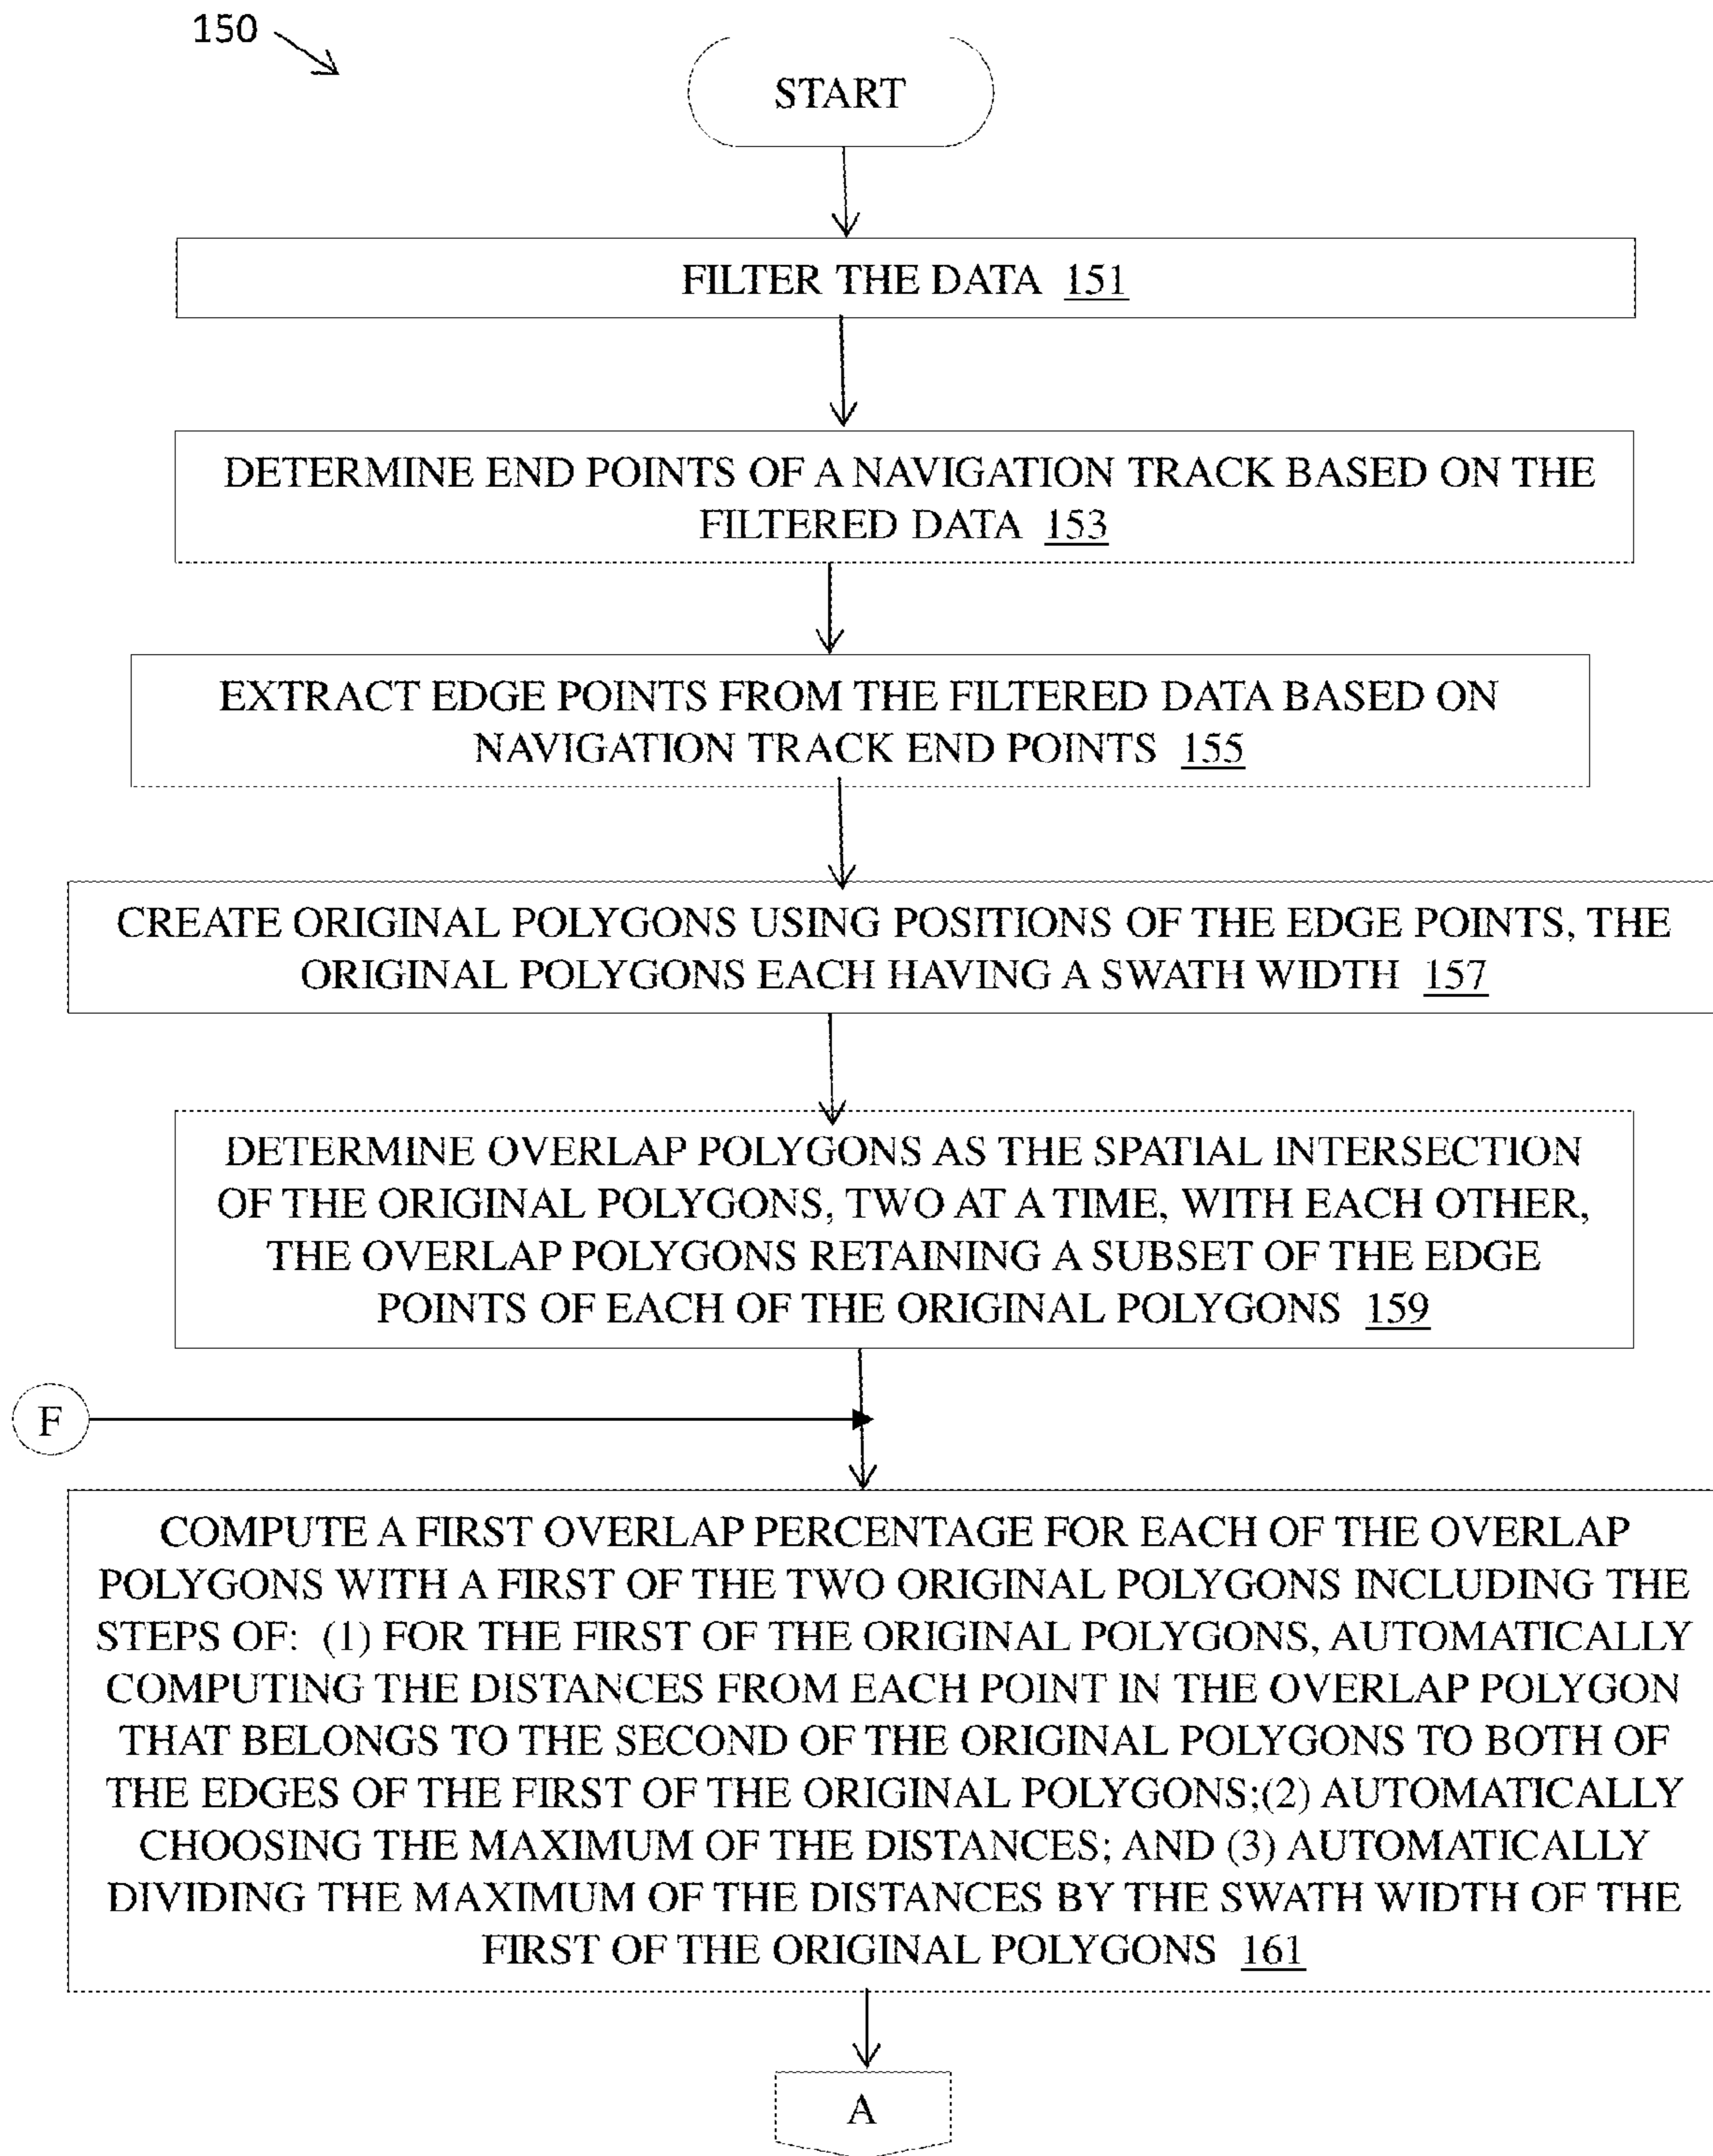 150
START
FILTER THE DATA 151
DETERMINE END POINTS OF A NAVIGATION TRACK BASED ON THE
FILTERED DATA 153
EXTRACT EDGE POINTS FROM THE FILTERED DATA BASED ON
NAVIGATION TRACK END POINTS 155
CREATE ORIGINAL POLYGONS USING POSITIONS OF THE EDGE POINTS, THE
ORIGINAL POLYGONS EACH HAVING A SWATH WIDTH 157
DETERMINE OVERLAP POLYGONS AS THE SPATIAL INTERSECTION
OF THE ORIGINAL POLYGONS, TWO AT A TIME, WITH EACH OTHER,
THE OVERLAP POLYGONS RETAINING A SUBSET OF THE EDGE
POINTS OF EACH OF THE ORIGINAL POLYGONS 159
F
COMPUTE A FIRST OVERLAP PERCENTAGE FOR EACH OF THE OVERLAP
POLYGONS WITH A FIRST OF THE TWO ORIGINAL POLYGONS INCLUDING THE
STEPS OF: (1) FOR THE FIRST OF THE ORIGINAL POLYGONS, AUTOMATICALLY
COMPUTING THE DISTANCES FROM EACH POINT IN THE OVERLAP POLYGON
THAT BELONGS TO THE SECOND OF THE ORIGINAL POLYGONS TO BOTH OF
THE EDGES OF THE FIRST OF THE ORIGINAL POLYGONS;(2) AUTOMATICALLY
CHOOSING THE MAXIMUM OF THE DISTANCES; AND (3) AUTOMATICALLY
DIVIDING THE MAXIMUM OF THE DISTANCES BY THE SWATH WIDTH OF THE
FIRST OF THE ORIGINAL POLYGONS 161
A